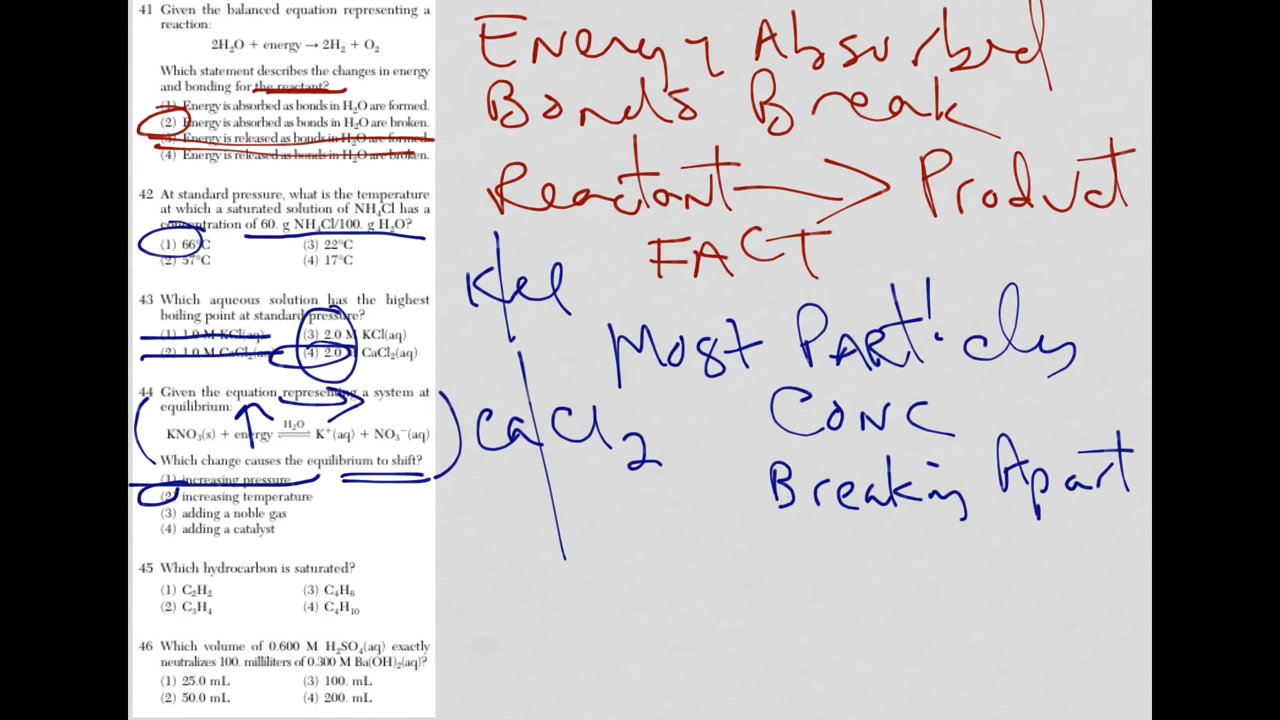 41 Given the balanced equation representing a
reaction:
2H₂O + energy → 2H₂ + O₂
Which statement describes the changes in energy
and bonding for the reactant?
(1) Energy is absorbed as bonds in H₂O are formed.
(2) Energy is absorbed as bonds in H₂O are broken.
(3) Energy is released as bonds in H₂O are formed.
(4) Energy is released as bonds in H₂O are broken.
42 At standard pressure, what is the temperature
at which a saturated solution of NH₄Cl has a
concentration of 60. g NH₄Cl/100. g H₂O?
(1) 66°C (3) 22°C
(2) 57°C (4) 17°C
43 Which aqueous solution has the highest
boiling point at standard pressure?
(1) 1.0 M KCl(aq) (3) 2.0 M KCl(aq)
(2) 1.0 M CaCl₂(aq) (4) 2.0 M CaCl₂(aq)
44 Given the equation representing a system at
equilibrium:
KNO₃(s) + energy ⇌ K⁺(aq) + NO₃⁻(aq)
H₂O
Which change causes the equilibrium to shift?
(1) increasing pressure
(2) increasing temperature
(3) adding a noble gas
(4) adding a catalyst
45 Which hydrocarbon is saturated?
(1) C₂H₂ (3) C₄H₆
(2) C₃H₄ (4) C₄H₁₀
46 Which volume of 0.600 M H₂SO₄(aq) exactly
neutralizes 100. milliliters of 0.300 M Ba(OH)₂(aq)?
(1) 25.0 mL (3) 100. mL
(2) 50.0 mL (4) 200. mL
Energy Absorbed
Bonds Break
Reactant → Product
FACT
KCl
Most PARTicles
CaCl₂
CONC
Breaking Apart